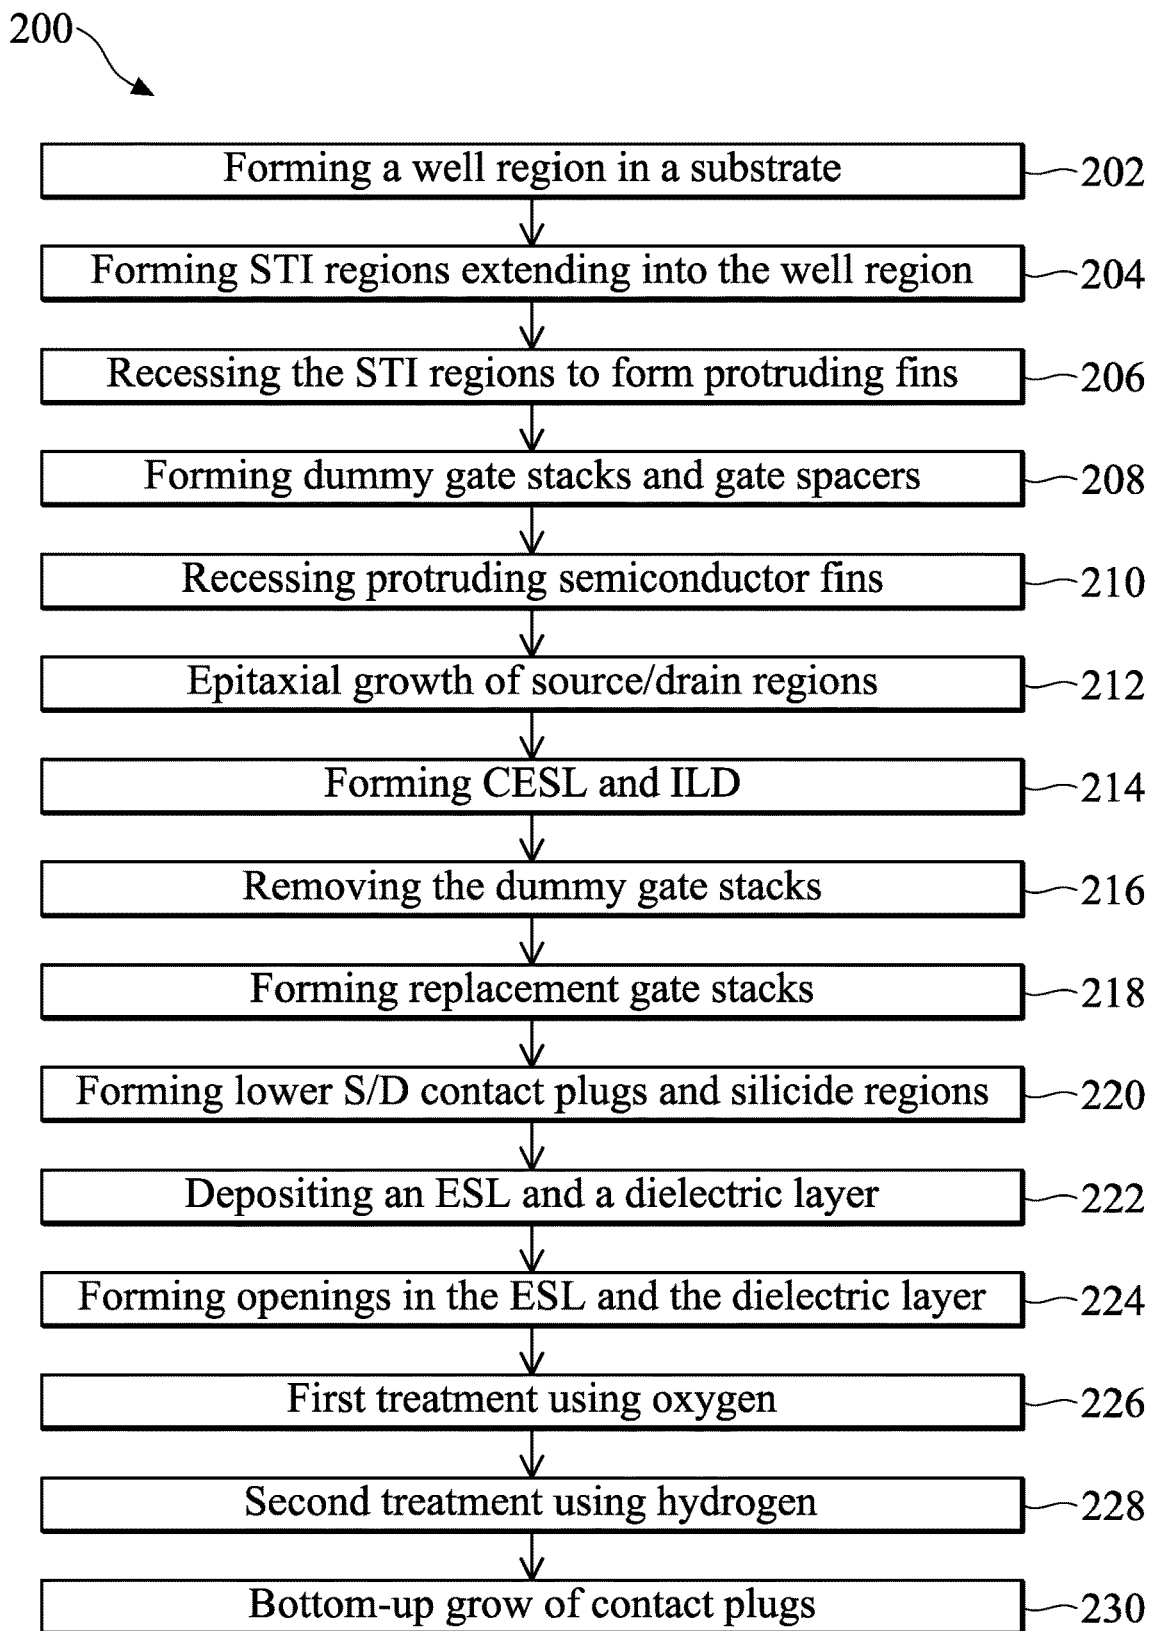 200
Forming a well region in a substrate 202
Forming STI regions extending into the well region 204
Recessing the STI regions to form protruding fins 206
Forming dummy gate stacks and gate spacers 208
Recessing protruding semiconductor fins 210
Epitaxial growth of source/drain regions 212
Forming CESL and ILD 214
Removing the dummy gate stacks 216
Forming replacement gate stacks 218
Forming lower S/D contact plugs and silicide regions 220
Depositing an ESL and a dielectric layer 222
Forming openings in the ESL and the dielectric layer 224
First treatment using oxygen 226
Second treatment using hydrogen 228
Bottom-up grow of contact plugs 230